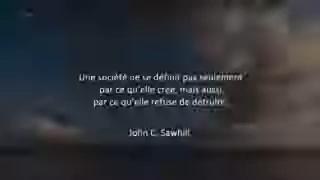 Une société ne se définit pas seulement
par ce qu'elle crée, mais aussi
par ce qu'elle refuse de détruire.
John C. Sawhill